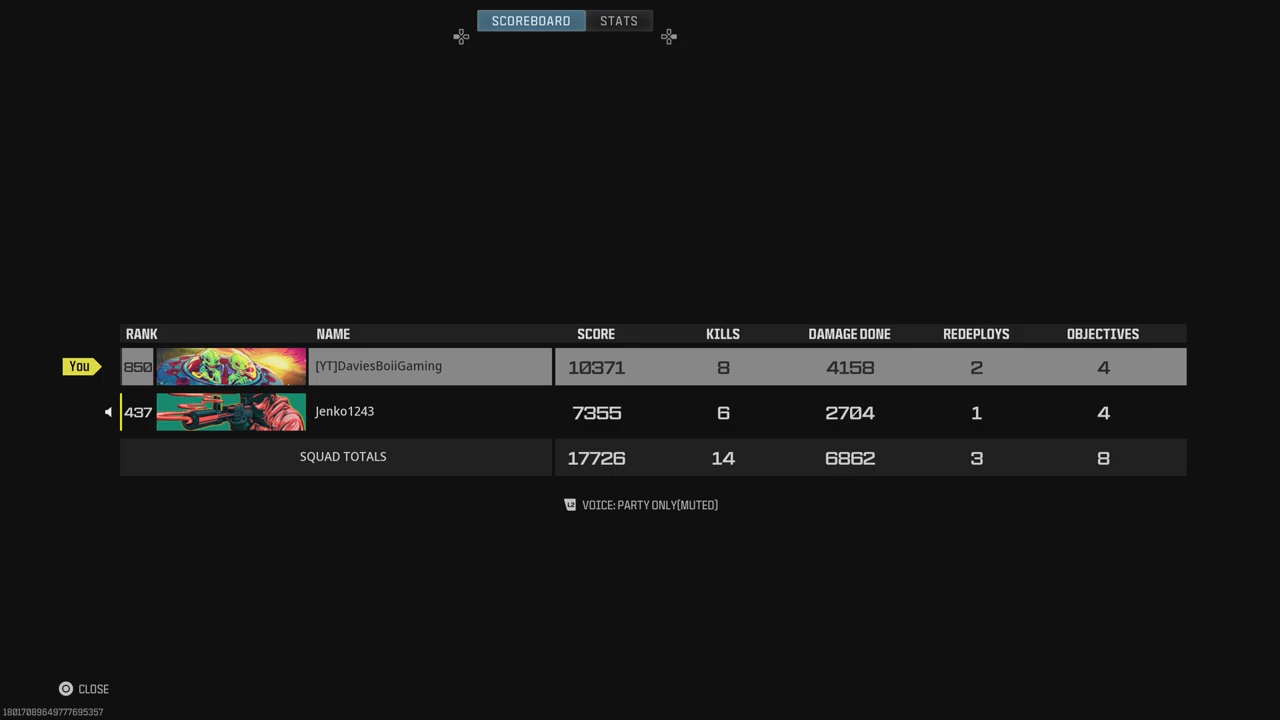 SCOREBOARD STATS
RANK NAME SCORE KILLS DAMAGE DONE REDEPLOYS OBJECTIVES
You 850 [YT]DaviesBoiiGaming 10371 8 4158 2 4
437 Jenko1243 7355 6 2704 1 4
SQUAD TOTALS 17726 14 6862 3 8
L2 VOICE: PARTY ONLY(MUTED)
CLOSE
18017089649777695357